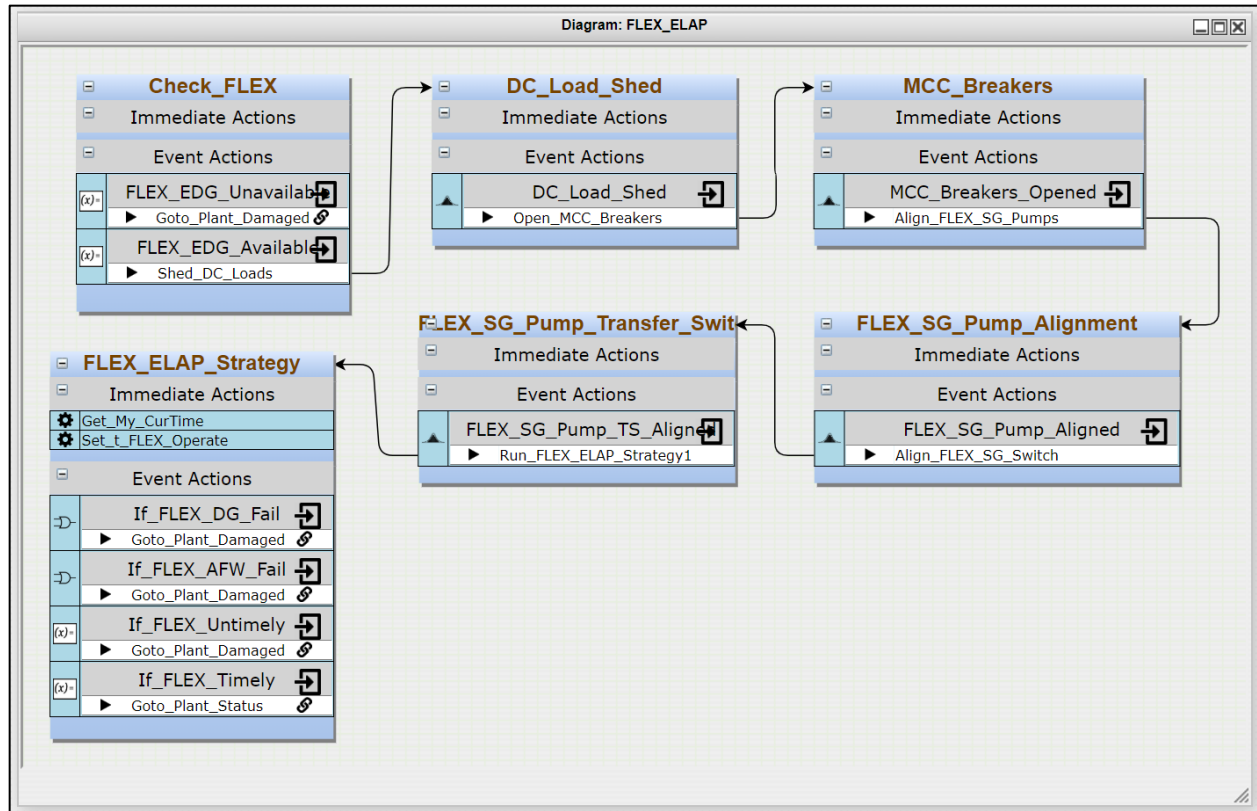 Diagram: FLEX_ELAP
Check_FLEX
Immediate Actions
Event Actions
(x)=
FLEX_EDG_Unavailable
Goto_Plant_Damaged
(x)=
FLEX_EDG_Available
Shed_DC_Loads
DC_Load_Shed
Immediate Actions
Event Actions
DC_Load_Shed
Open_MCC_Breakers
MCC_Breakers
Immediate Actions
Event Actions
MCC_Breakers_Opened
Align_FLEX_SG_Pumps
FLEX_SG_Pump_Alignment
Immediate Actions
Event Actions
FLEX_SG_Pump_Aligned
Align_FLEX_SG_Switch
FLEX_SG_Pump_Transfer_Swit
Immediate Actions
Event Actions
FLEX_SG_Pump_TS_Aligned
Run_FLEX_ELAP_Strategy1
FLEX_ELAP_Strategy
Immediate Actions
Get_My_CurTime
Set_t_FLEX_Operate
Event Actions
If_FLEX_DG_Fail
Goto_Plant_Damaged
If_FLEX_AFW_Fail
Goto_Plant_Damaged
(x)=
If_FLEX_Untimely
Goto_Plant_Damaged
(x)=
If_FLEX_Timely
Goto_Plant_Status